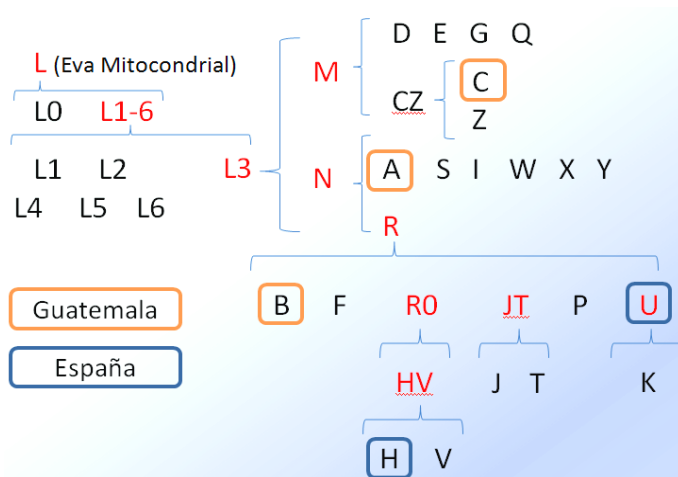 D E G Q
L (Eva Mitocondrial)
M
C
L0 L1-6
CZ
Z
L1 L2 L3
N
A S I W X Y
L4 L5 L6
R
Guatemala
B F R0 JT P U
España
HV J T K
H V